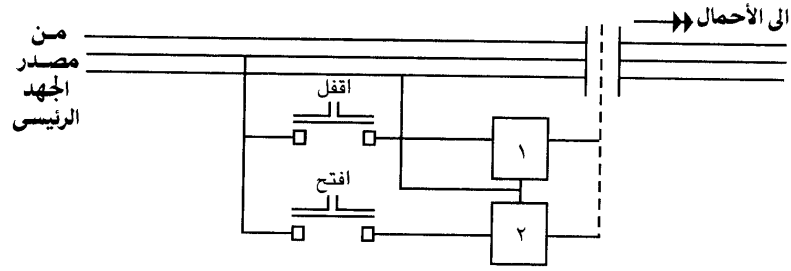 الى الأحمال
من
مصدر
الجهد
الرئيسى
اقفل
١
افتح
٢